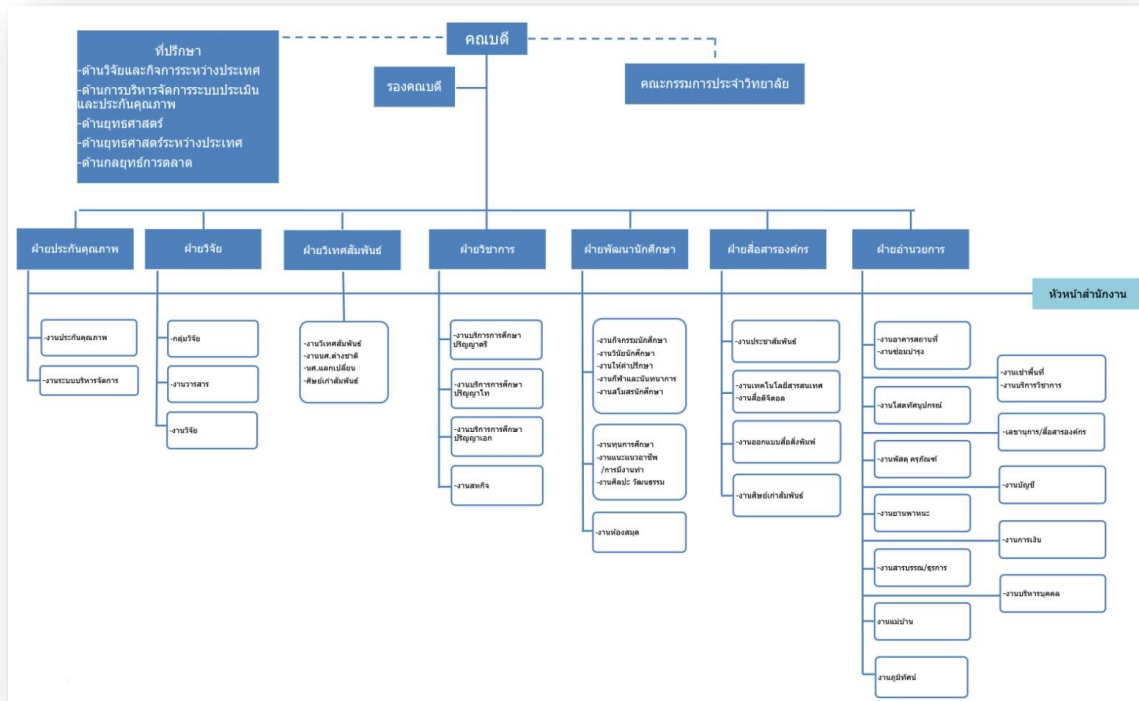 คณบดี
ที่ปรึกษา
-ด้านวิจัยและกิจการระหว่างประเทศ
-ด้านการบริหารจัดการระบบประเมิน
และประกันคุณภาพ
-ด้านยุทธศาสตร์
-ด้านยุทธศาสตร์ระหว่างประเทศ
-ด้านกลยุทธ์การตลาด
รองคณบดี
คณะกรรมการประจำวิทยาลัย
ฝ่ายประกันคุณภาพ
ฝ่ายวิจัย
ฝ่ายวิเทศสัมพันธ์
ฝ่ายวิชาการ
ฝ่ายพัฒนานักศึกษา
ฝ่ายสื่อสารองค์กร
ฝ่ายอำนวยการ
หัวหน้าสำนักงาน
-งานประกันคุณภาพ
-งานระบบบริหารจัดการ
-กลุ่มวิจัย
-งานวารสาร
-งานวิจัย
-งานวิเทศสัมพันธ์
-งานนศ.ต่างชาติ
-นศ.แลกเปลี่ยน
-ศิษย์เก่าสัมพันธ์
-งานบริการการศึกษา
ปริญญาตรี
-งานบริการการศึกษา
ปริญญาโท
-งานบริการการศึกษา
ปริญญาเอก
-งานสหกิจ
-งานกิจกรรมนักศึกษา
-งานวินัยนักศึกษา
-งานให้คำปรึกษา
-งานกีฬาและนันทนาการ
-งานสโมสรนักศึกษา
-งานทุนการศึกษา
-งานแนะแนวอาชีพ
/การมีงานทำ
-งานศิลปะ วัฒนธรรม
-งานห้องสมุด
-งานประชาสัมพันธ์
-งานเทคโนโลยีสารสนเทศ
-งานสื่อดิจิตอล
-งานออกแบบสื่อสิ่งพิมพ์
-งานศิษย์เก่าสัมพันธ์
-งานอาคารสถานที่
-งานซ่อมบำรุง
-งานโสตทัศนูปกรณ์
-งานพัสดุ ครุภัณฑ์
-งานยานพาหนะ
-งานสารบรรณ/ธุรการ
งานแม่บ้าน
งานภูมิทัศน์
-งานเช่าพื้นที่
-งานบริการวิชาการ
-เลขานุการ/สื่อสารองค์กร
-งานบัญชี
-งานการเงิน
-งานบริหารบุคคล